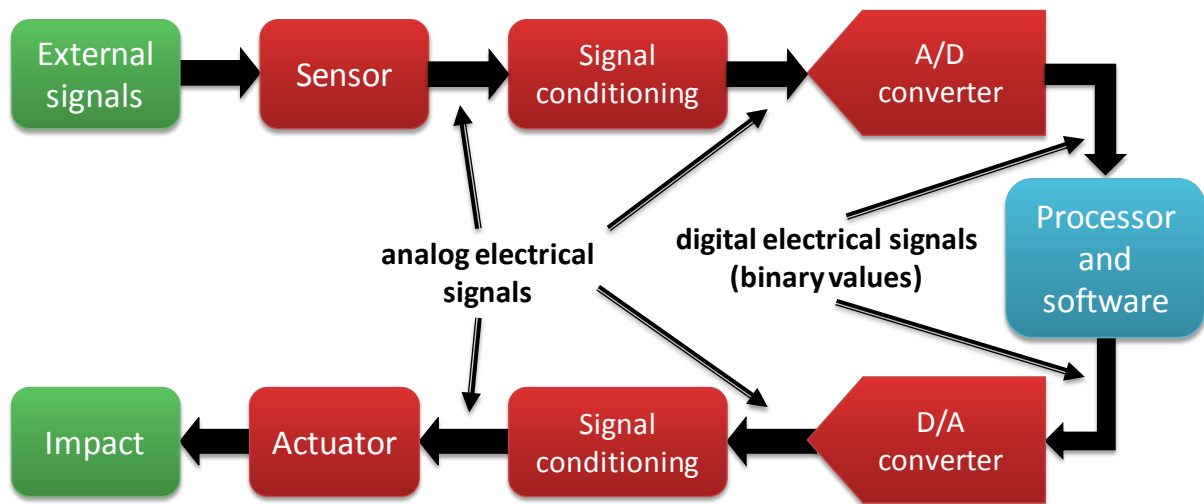 External
signals
Sensor
Signal
conditioning
A/D
converter
analog electrical
signals
digital electrical signals
(binary values)
Processor
and
software
Impact
Actuator
Signal
conditioning
D/A
converter